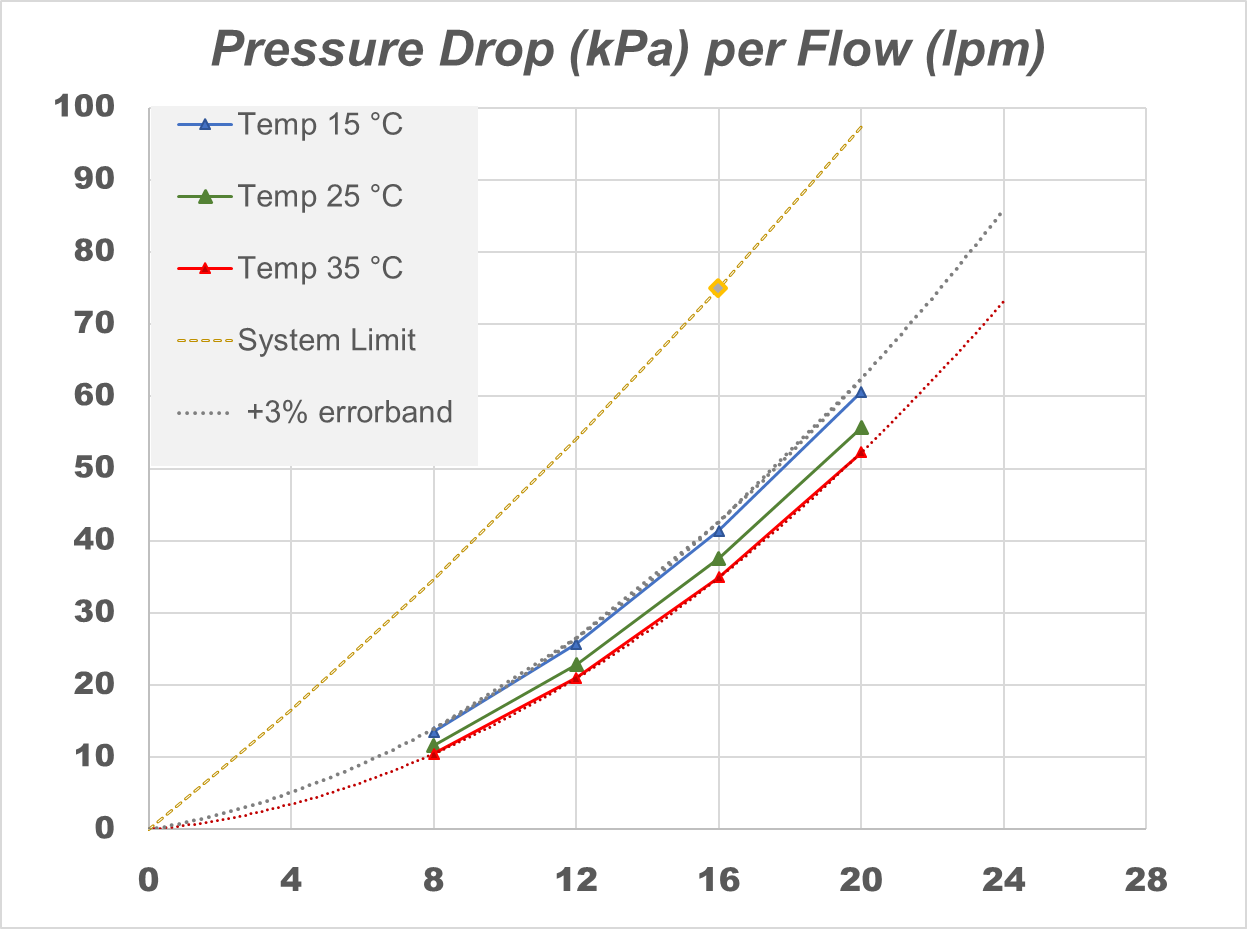 Pressure Drop (kPa) per Flow (lpm)
100
90
80
70
60
50
40
30
20
10
0
Temp 15 °C
Temp 25 °C
Temp 35 °C
System Limit
+3% errorband
0 4 8 12 16 20 24 28